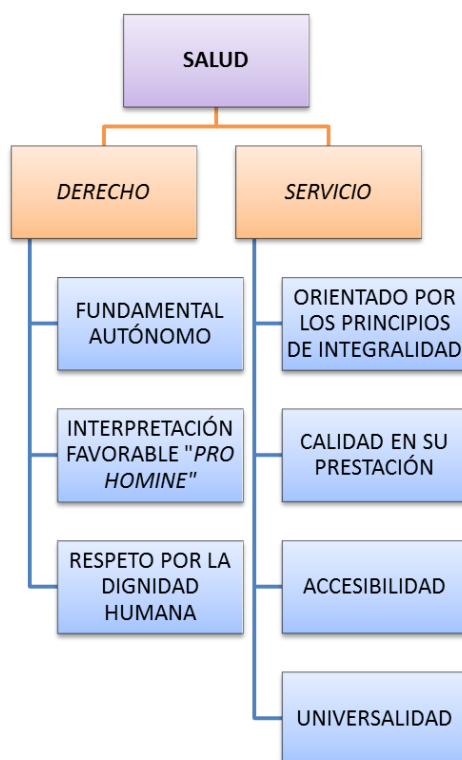 SALUD
DERECHO
SERVICIO
FUNDAMENTAL
AUTÓNOMO
INTERPRETACIÓN
FAVORABLE "PRO
HOMINE"
RESPETO POR LA
DIGNIDAD
HUMANA
ORIENTADO POR
LOS PRINCIPIOS
DE INTEGRALIDAD
CALIDAD EN SU
PRESTACIÓN
ACCESIBILIDAD
UNIVERSALIDAD